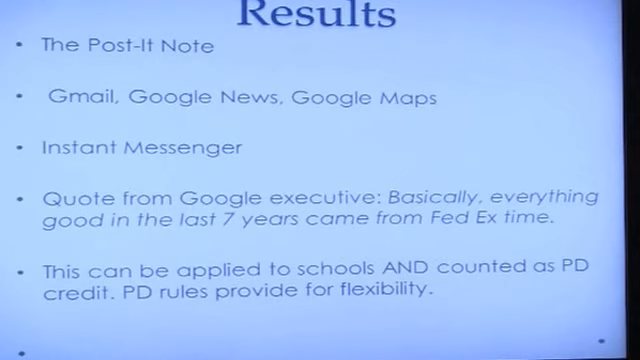 Results
• The Post-It Note
• Gmail, Google News, Google Maps
• Instant Messenger
• Quote from Google executive: Basically, everything
good in the last 7 years came from Fed Ex time.
• This can be applied to schools AND counted as PD
credit. PD rules provide for flexibility.